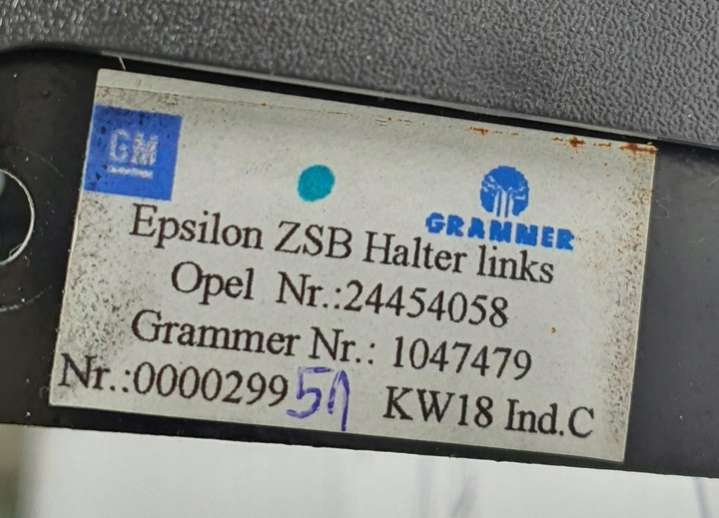 GM
GRAMMER
Epsilon ZSB Halter links
Opel Nr.:24454058
Grammer Nr.: 1047479
Nr.:0000299 KW18 Ind.C